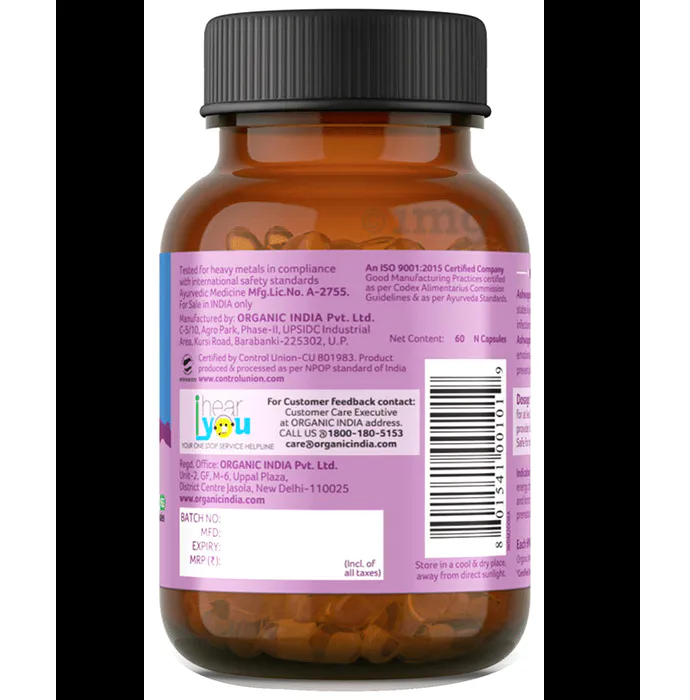 Tested for heavy metals in compliance
with international safety standards
Ayurvedic Medicine Mfg.Lic.No. A-2755.
For Sale in INDIA only
Manufactured by: ORGANIC INDIA Pvt. Ltd.
C-5/10, Agro Park, Phase-II, UPSIDC Industrial
Area, Kursi Road, Barabanki-225302, U.P.
Certified by Control Union-CU 801983. Product
produced & processed as per NPOP standard of India
www.controlunion.com
An ISO 9001:2015 Certified Company
Good Manufacturing Practices certified
as per Codex Alimentarius Commission
Guidelines & as per Ayurveda Standards.
Net Content: 60 N Capsules
i hear
you
YOUR ONE STOP SERVICE HELPLINE
For Customer feedback contact:
Customer Care Executive
at ORGANIC INDIA address.
CALL US @1800-180-5153
care@organicindia.com
Regd. Office: ORGANIC INDIA Pvt. Ltd.
Unit-2, GF, M-6, Uppal Plaza,
District Centre Jasola, New Delhi-110025
www.organicindia.com
BATCH NO:
MFD:
EXPIRY:
MRP (₹):
(Incl. of
all taxes)
8 015411 001019
Store in a cool & dry place,
away from direct sunlight.